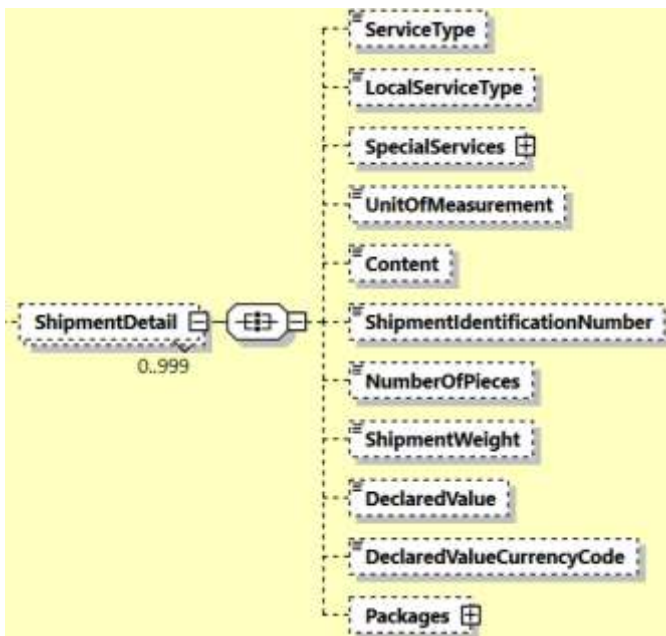 ServiceType
LocalServiceType
SpecialServices
UnitOfMeasurement
Content
ShipmentDetail
0..999
ShipmentIdentificationNumber
NumberOfPieces
ShipmentWeight
DeclaredValue
DeclaredValueCurrencyCode
Packages